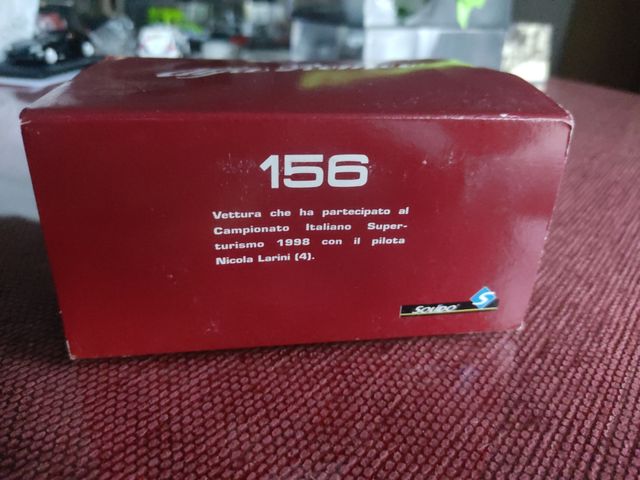 156
Vettura che ha partecipato al
Campionato Italiano Super-
turismo 1998 con il pilota
Nicola Larini (4).
SOLIDO
S